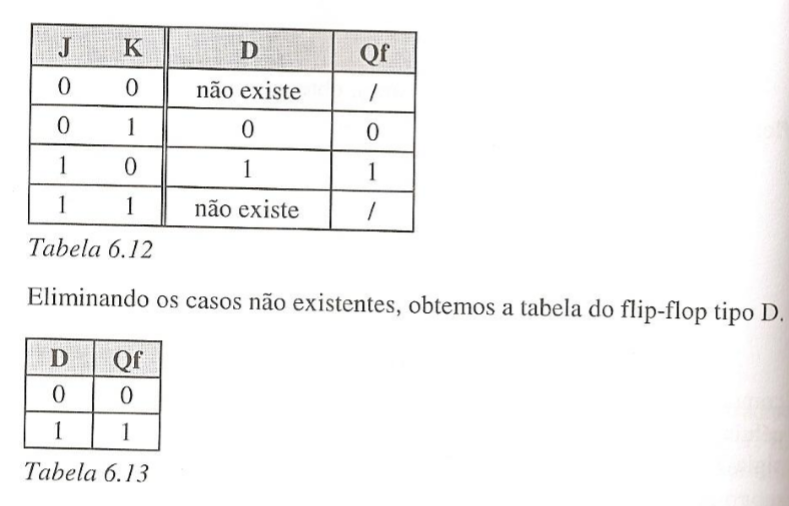 J K D Qf
0 0 não existe /
0 1 0 0
1 0 1 1
1 1 não existe /
Tabela 6.12
Eliminando os casos não existentes, obtemos a tabela do flip-flop tipo D.
D Qf
0 0
1 1
Tabela 6.13